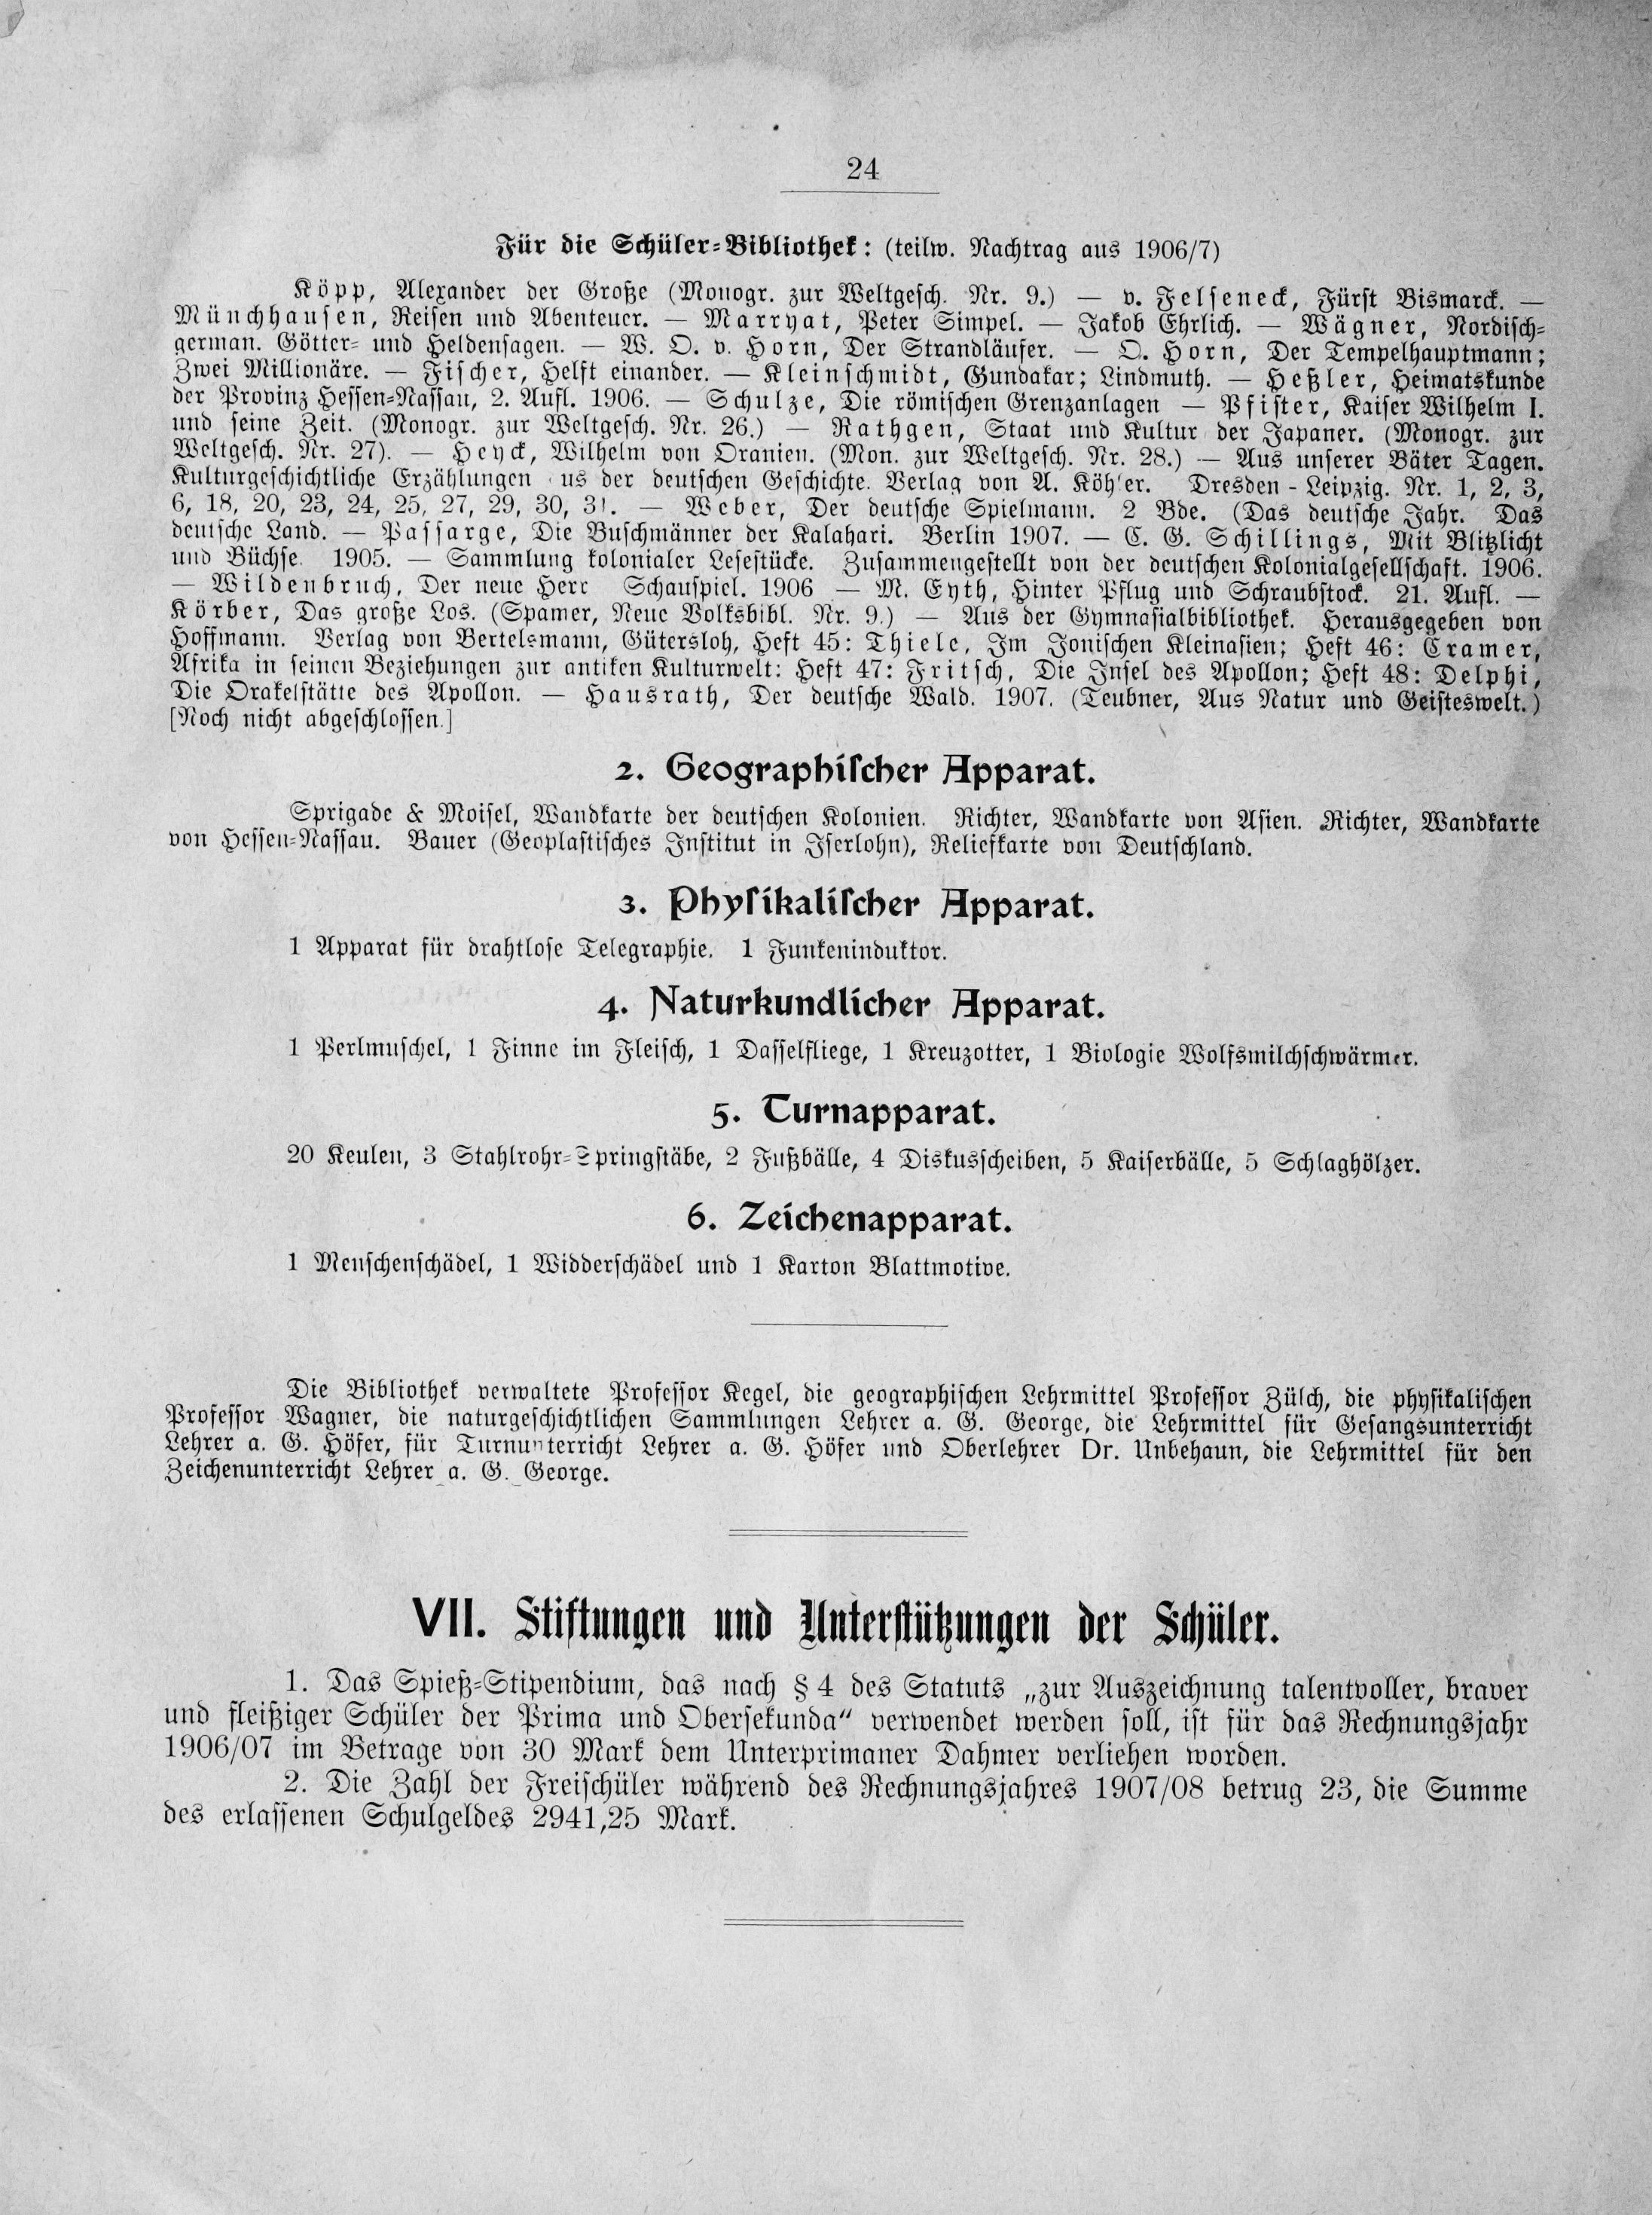 24
Für die Schüler-Bibliothek: (teilw. Nachtrag aus 1906/7)
Köpp, Alexander der Große (Monogr. zur Weltgesch. Nr. 9.) — v. Felseneck, Fürst Bismarck. —
Münchhausen, Reisen und Abenteuer. — Marryat, Peter Simpel. — Jakob Ehrlich. — Wägner, Nordisch-
german. Götter- und Heldensagen. — W. O. v. Horn, Der Strandläufer. — O. Horn, Der Tempelhauptmann;
Zwei Millionäre. — Fischer, Helft einander. — Kleinschmidt, Gundakar; Lindmuth. — Heßler, Heimatskunde
der Provinz Hessen-Nassau, 2. Aufl. 1906. — Schulze, Die römischen Grenzanlagen — Pfister, Kaiser Wilhelm I.
und seine Zeit. (Monogr. zur Weltgesch. Nr. 26.) — Rathgen, Staat und Kultur der Japaner. (Monogr. zur
Weltgesch. Nr. 27). — Heyck, Wilhelm von Oranien. (Mon. zur Weltgesch. Nr. 28.) — Aus unserer Väter Tagen.
Kulturgeschichtliche Erzählungen us der deutschen Geschichte. Verlag von A. Köh'er. Dresden - Leipzig. Nr. 1, 2, 3,
6, 18, 20, 23, 24, 25, 27, 29, 30, 31. — Weber, Der deutsche Spielmann. 2 Bde. (Das deutsche Jahr. Das
deutsche Land. — Passarge, Die Buschmänner der Kalahari. Berlin 1907. — C. G. Schillings, Mit Blitzlicht
und Büchse. 1905. — Sammlung kolonialer Lesestücke. Zusammengestellt von der deutschen Kolonialgesellschaft. 1906.
— Wildenbruch, Der neue Herr Schauspiel. 1906 — M. Eyth, Hinter Pflug und Schraubstock. 21. Aufl. —
Körber, Das große Los. (Spamer, Neue Volksbibl. Nr. 9.) — Aus der Gymnasialbibliothek. Herausgegeben von
Hoffmann. Verlag von Bertelsmann, Gütersloh, Heft 45: Thiele, Im Jonischen Kleinasien; Heft 46: Cramer,
Afrika in seinen Beziehungen zur antiken Kulturwelt: Heft 47: Fritsch, Die Insel des Apollon; Heft 48: Delphi,
Die Orakelstätte des Apollon. — Hausrath, Der deutsche Wald. 1907. (Teubner, Aus Natur und Geisteswelt.)
[Noch nicht abgeschlossen.]
2. Geographischer Apparat.
Sprigade & Moisel, Wandkarte der deutschen Kolonien. Richter, Wandkarte von Asien. Richter, Wandkarte
von Hessen-Nassau. Bauer (Geoplastisches Institut in Iserlohn), Reliefkarte von Deutschland.
3. Physikalischer Apparat.
1 Apparat für drahtlose Telegraphie. 1 Funkeninduktor.
4. Naturkundlicher Apparat.
1 Perlmuschel, 1 Finne im Fleisch, 1 Dasselfliege, 1 Kreuzotter, 1 Biologie Wolfsmilchschwärmer.
5. Turnapparat.
20 Keulen, 3 Stahlrohr-Springstäbe, 2 Fußbälle, 4 Diskusscheiben, 5 Kaiserbälle, 5 Schlaghölzer.
6. Zeichenapparat.
1 Menschenschädel, 1 Widderschädel und 1 Karton Blattmotive.
Die Bibliothek verwaltete Professor Kegel, die geographischen Lehrmittel Professor Zülch, die physikalischen
Professor Wagner, die naturgeschichtlichen Sammlungen Lehrer a. G. George, die Lehrmittel für Gesangsunterricht
Lehrer a. G. Höfer, für Turnunterricht Lehrer a. G. Höfer und Oberlehrer Dr. Unbehaun, die Lehrmittel für den
Zeichenunterricht Lehrer a. G. George.
VII. Stiftungen und Unterstützungen der Schüler.
1. Das Spieß-Stipendium, das nach § 4 des Statuts „zur Auszeichnung talentvoller, braver
und fleißiger Schüler der Prima und Obersekunda“ verwendet werden soll, ist für das Rechnungsjahr
1906/07 im Betrage von 30 Mark dem Unterprimaner Dahmer verliehen worden.
2. Die Zahl der Freischüler während des Rechnungsjahres 1907/08 betrug 23, die Summe
des erlassenen Schulgeldes 2941,25 Mark.